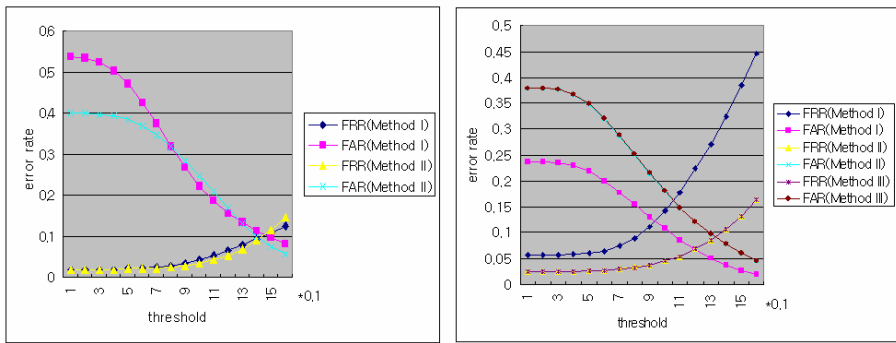 0,6
0,5
0,4
0,3
0,2
0,1
0
error rate
1
3
5
7
9
11
13
15
*0,1
threshold
FRR(Method I)
FAR(Method I)
FRR(Method II)
FAR(Method II)
0,5
0,45
0,4
0,35
0,3
0,25
0,2
0,15
0,1
0,05
0
error rate
1
3
5
7
9
11
13
15
*0,1
threshold
FRR(Method I)
FAR(Method I)
FRR(Method II)
FAR(Method II)
FRR(Method III)
FAR(Method III)